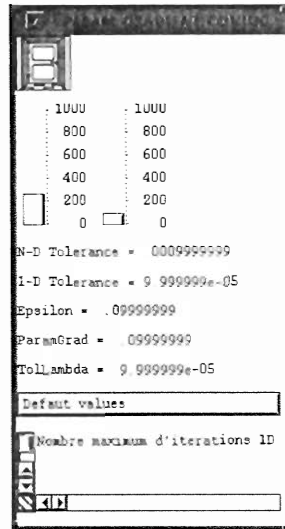 1000 1000
800 800
600 600
400 400
200 200
0 0
N-D Tolerance = .0009999999
1-D Tolerance = 9.999999e-05
Epsilon = .09999999
ParamGrad = .09999999
TolLambda = 9.999999e-05
Defaut values
Nombre maximum d'iterations 1D